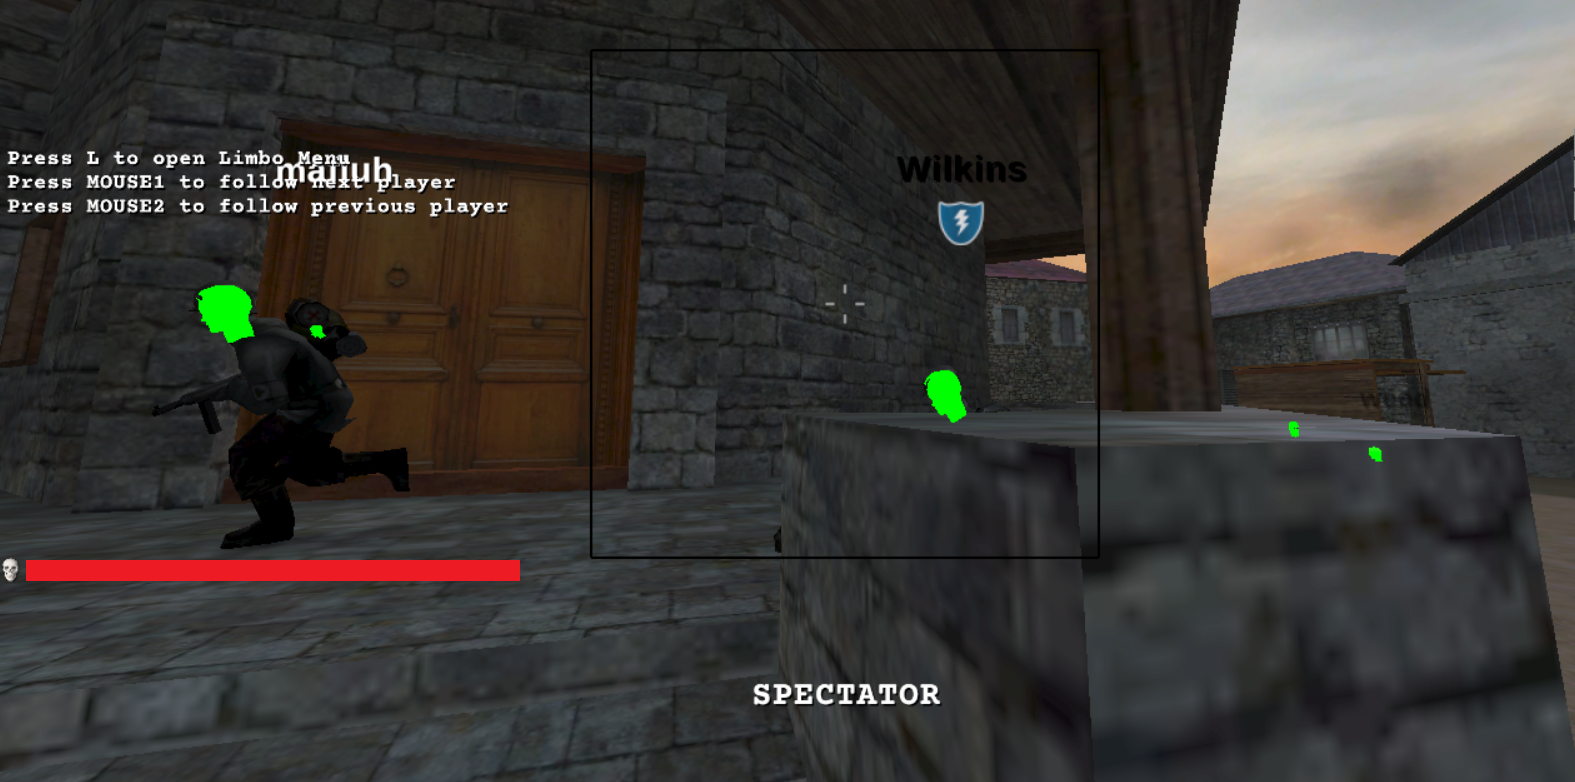 Press L to open Limbo Menu
Press MOUSE1 to follow next player
Press MOUSE2 to follow previous player
Wilkins
SPECTATOR